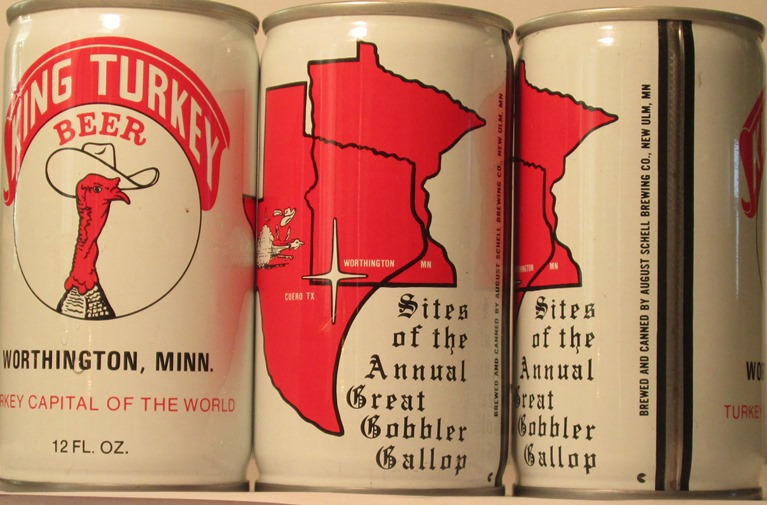 KING TURKEY
BEER
WORTHINGTON, MINN.
RKEY CAPITAL OF THE WORLD
12 FL. OZ.
WORTHINGTON MN
CUERO TX
Sites
of the
Annual
Great
Gobbler
Gallop
BREWED AND CANNED BY AUGUST SCHELL BREWING CO., NEW ULM, MN
MN
Sites
of the
Annual
Great
Gobbler
Gallop
BREWED AND CANNED BY AUGUST SCHELL BREWING CO., NEW ULM, MN
WO
TURKEY